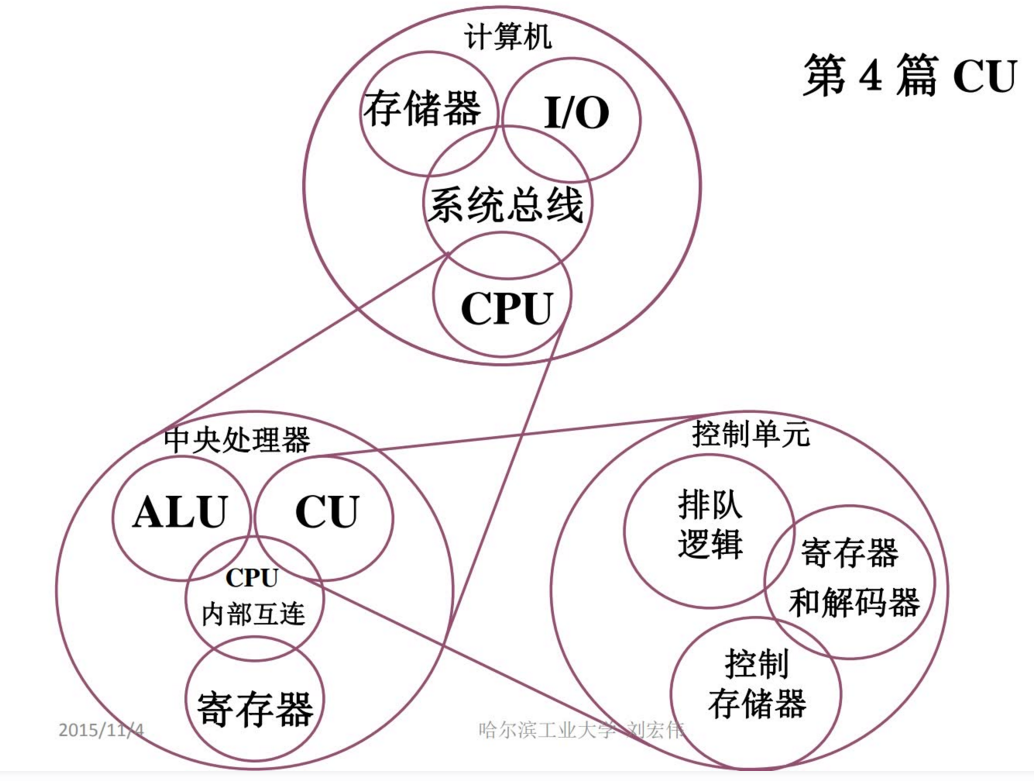 计算机
第 4 篇 CU
存储器
I/O
系统总线
CPU
中央处理器
ALU
CU
CPU
内部互连
寄存器
控制单元
排队
逻辑
寄存器
和解码器
控制
存储器
2015/11/4
哈尔滨工业大学 刘宏伟